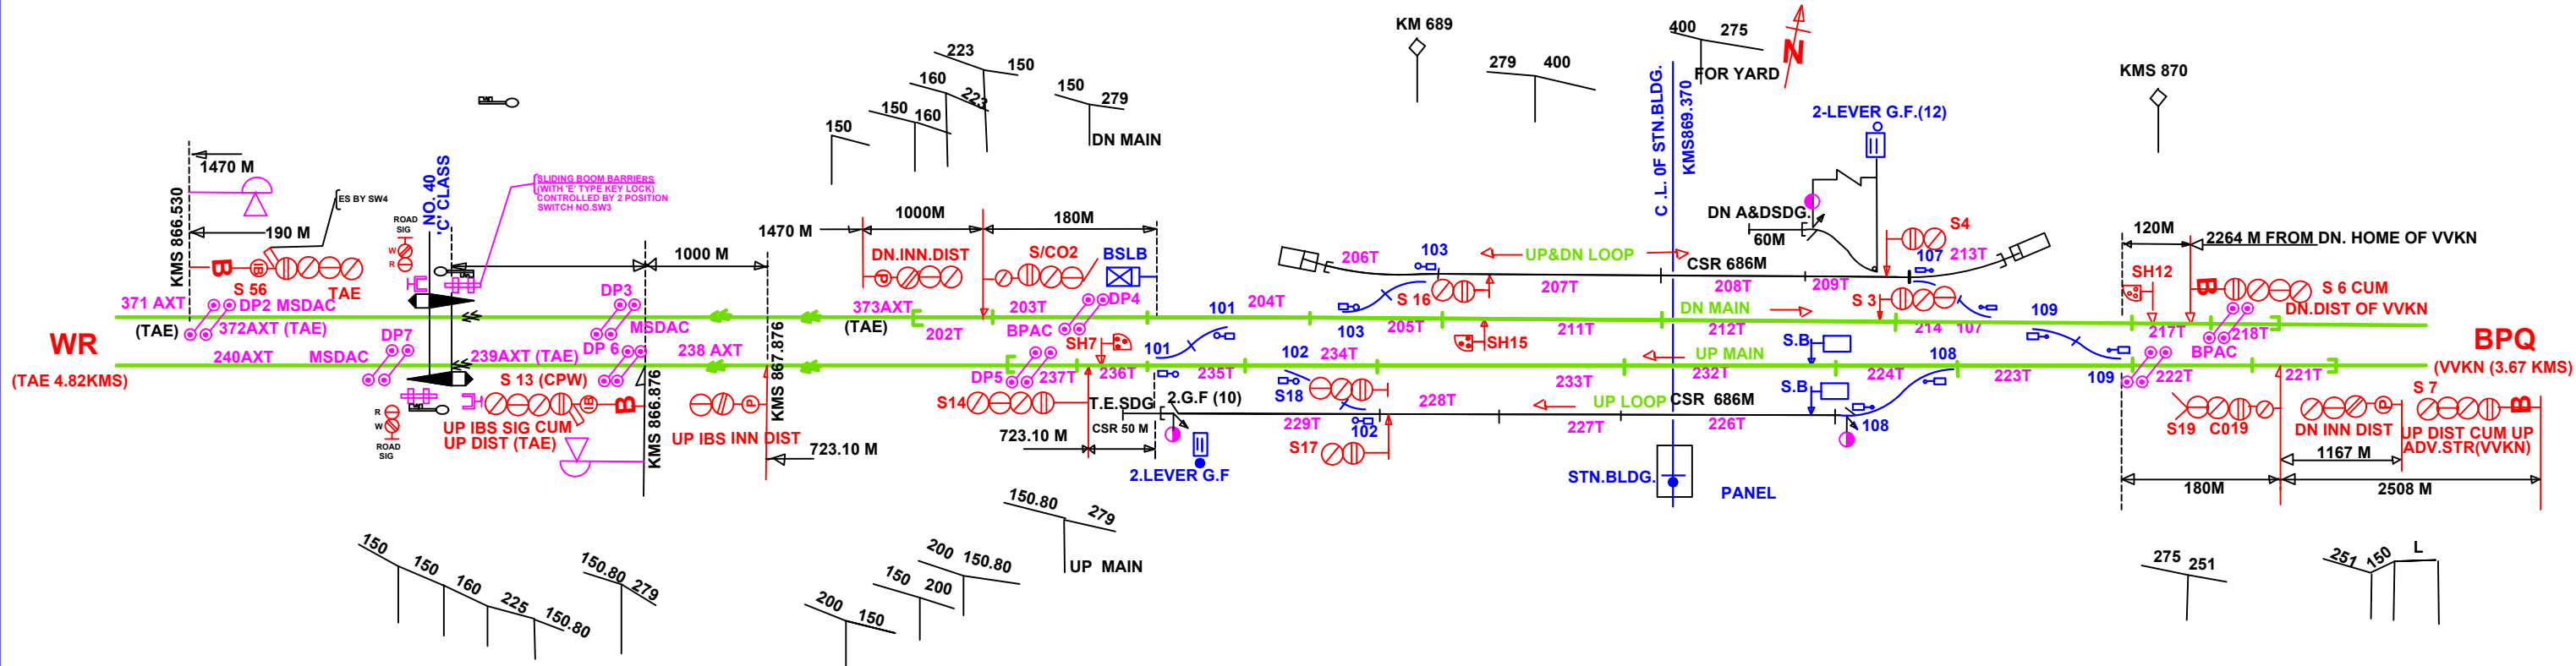 KM 689
400 275
FOR YARD
N
279 400
KMS 870
223 150
160 223
150 160
150
150 279
DN MAIN
C .L. 0F STN.BLDG.
KMS869.370
2-LEVER G.F.(12)
1470 M
KMS 866.530
190 M
ES BY SW4
NO. 40
'C' CLASS
SLIDING BOOM BARRIERS
(WITH 'E' TYPE KEY LOCK)
CONTROLLED BY 2 POSITION
SWITCH NO.SW3
ROAD
SIG
W
R
1470 M
1000M
180M
1000 M
DN.INN.DIST
S/CO2
BSLB
DN A&DSDG.
60M
S4
213T
120M
2264 M FROM DN. HOME OF VVKN
B
S 56
IB
TAE
P
206T
103
UP&DN LOOP
CSR 686M
107
SH12
B
S 6 CUM
DN.DIST OF VVKN
371 AXT
DP2 MSDAC
DP3
373AXT
203T
DP4
101
204T
S 16
207T
208T
209T
S 3
109
(TAE)
372AXT (TAE)
MSDAC
(TAE)
202T
BPAC
103
205T
DN MAIN
211T
212T
214
107
217T
218T
WR
(TAE 4.82KMS)
240AXT
MSDAC
DP7
239AXT (TAE)
DP 6
238 AXT
SH7
101
SH15
UP MAIN
S.B
BPAC
BPQ
(VVKN (3.67 KMS)
DP5
237T
236T
235T
102
234T
233T
232T
224T
108
223T
109
222T
221T
S 13 (CPW)
IB
B
KMS 866.876
KMS 867.876
P
S14
T.E.SDG
2.G.F (10)
S18
228T
UP LOOP
CSR 686M
S.B
S 7
P
B
R
W
ROAD
SIG
UP IBS SIG CUM
UP DIST (TAE)
UP IBS INN DIST
723.10 M
723.10 M
CSR 50 M
229T
102
227T
226T
108
S19
C019
DN INN DIST
UP DIST CUM UP
ADV.STR(VVKN)
S17
2.LEVER G.F
STN.BLDG.
PANEL
1167 M
180M
2508 M
150.80 279
UP MAIN
150
150
160
225
150.80
150.80 279
200 150
150 200
200 150.80
275 251
251 150 L